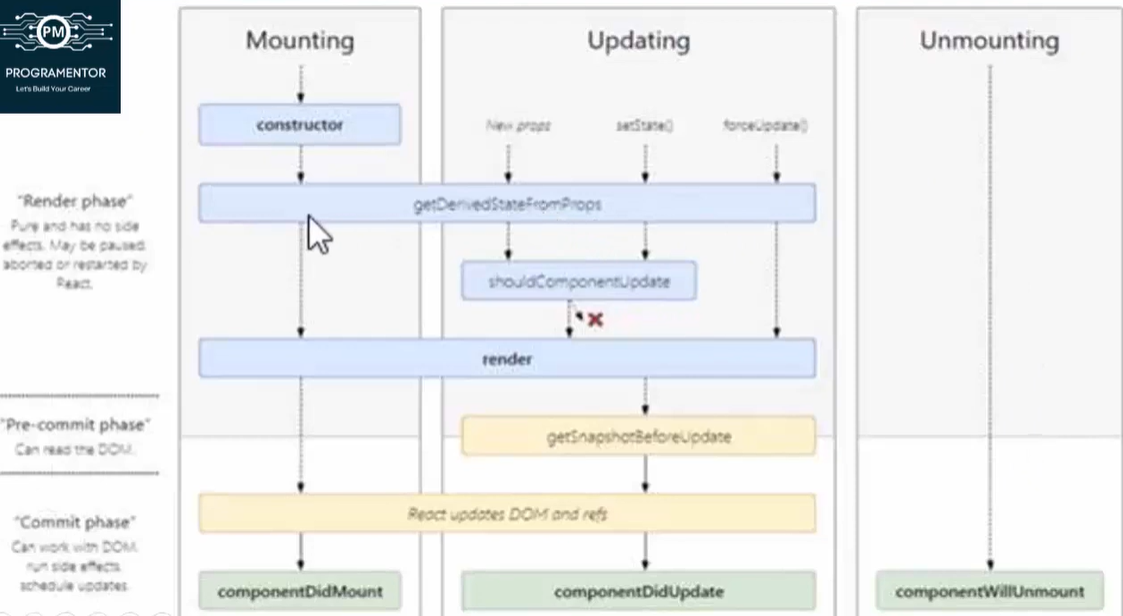 PM
PROGRAMENTOR
Let's Build Your Career
Mounting
Updating
Unmounting
constructor
New props
setState()
forceUpdate()
"Render phase"
Pure and has no side
effects. May be paused,
aborted or restarted by
React.
getDerivedStateFromProps
shouldComponentUpdate
render
"Pre-commit phase"
Can read the DOM.
getSnapshotBeforeUpdate
"Commit phase"
Can work with DOM,
run side effects,
schedule updates.
React updates DOM and refs
componentDidMount
componentDidUpdate
componentWillUnmount